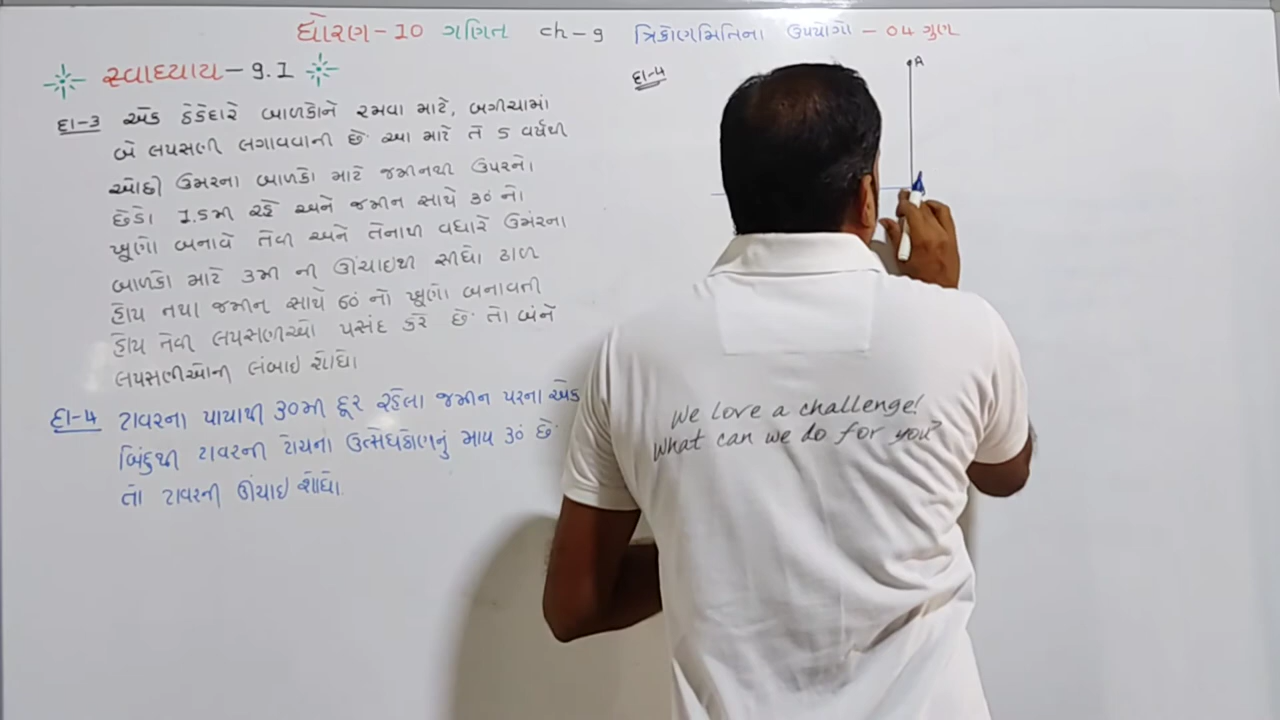 ધોરણ-10 ગણિત ch-9 ત્રિકોણમિતિના ઉપયોગો - 04 ગુણ
સ્વાધ્યાય - 9.1
દા-3 એક ઠેકેદારે બાળકોને રમવા માટે, બગીચામાં
બે લપસણી લગાવવાની છે. આ માટે તે 5 વર્ષથી
ઓછી ઉંમરના બાળકો માટે જમીનથી ઉપરનો
છેડો 1.5મી રહે અને જમીન સાથે 30° નો
ખૂણો બનાવે તેવી અને તેનાથી વધારે ઉંમરના
બાળકો માટે 3મી ની ઊંચાઇથી સીધો ઢાળ
હોય તથા જમીન સાથે 60° નો ખૂણો બનાવતી
હોય તેવી લપસણીઓ પસંદ કરે છે. તો બંને
લપસણીઓની લંબાઇ શોધો.
દા-4 ટાવરના પાયાથી 30મી દૂર રહેલા જમીન પરના એક
બિંદુથી ટાવરની ટોચના ઉત્સેધકોણનું માપ 30° છે.
તો ટાવરની ઊંચાઇ શોધો.
દા-4
A
We love a challenge!
What can we do for you?